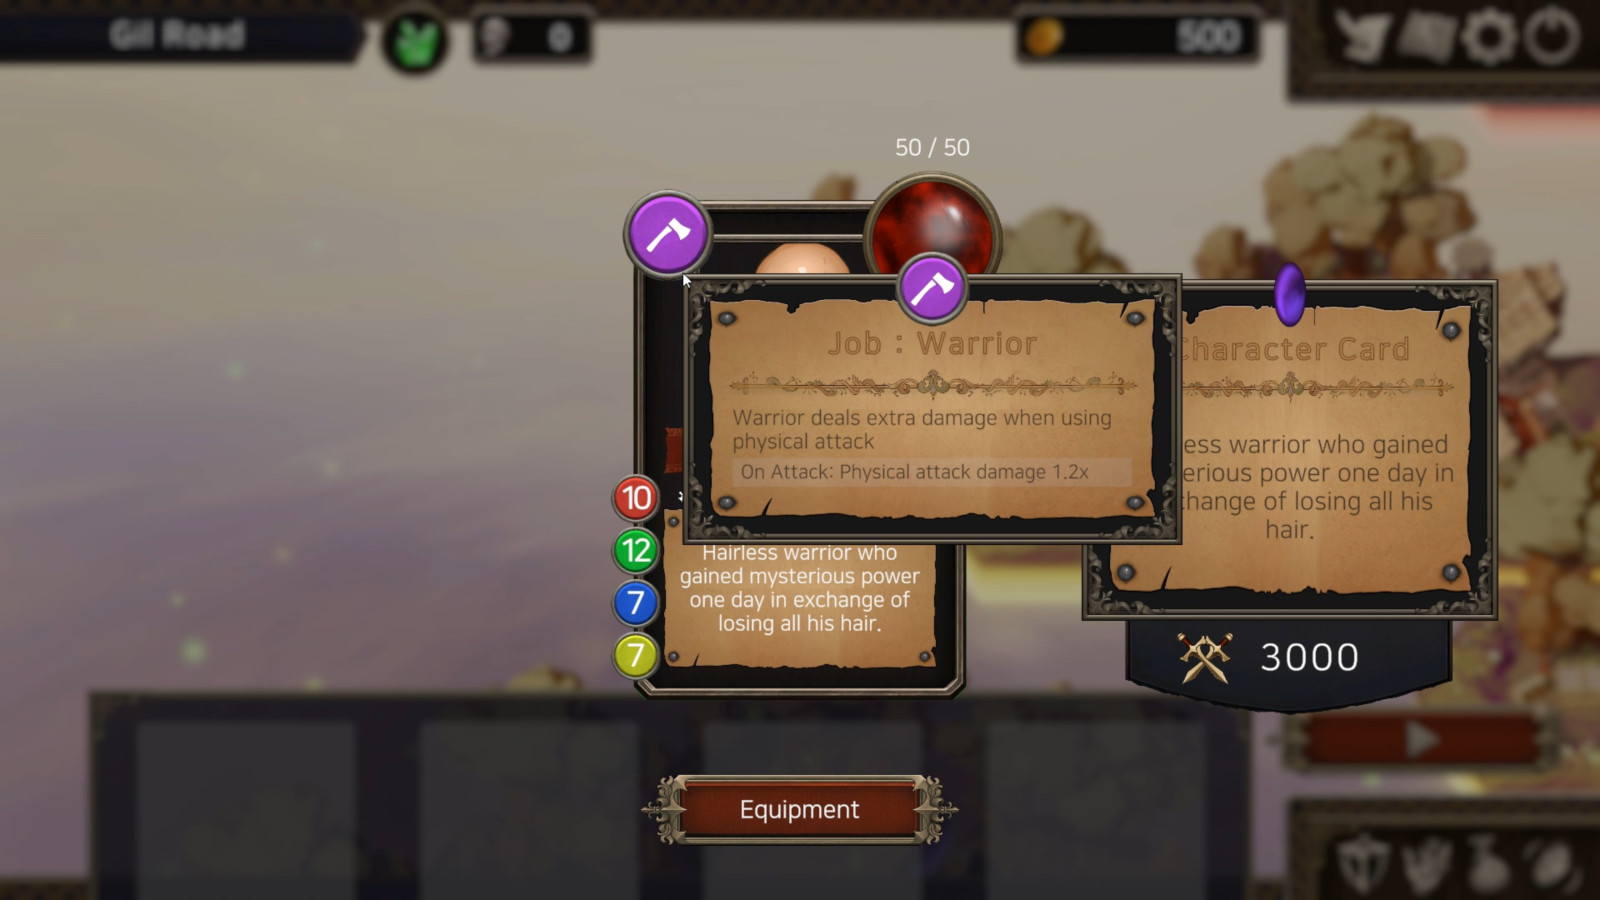 Gil Road
0
500
50 / 50
Job : Warrior
Warrior deals extra damage when using
physical attack
On Attack: Physical attack damage 1.2x
Character Card
ess warrior who gained
erious power one day in
change of losing all his
hair.
10
12
7
7
Hairless warrior who
gained mysterious power
one day in exchange of
losing all his hair.
3000
Equipment